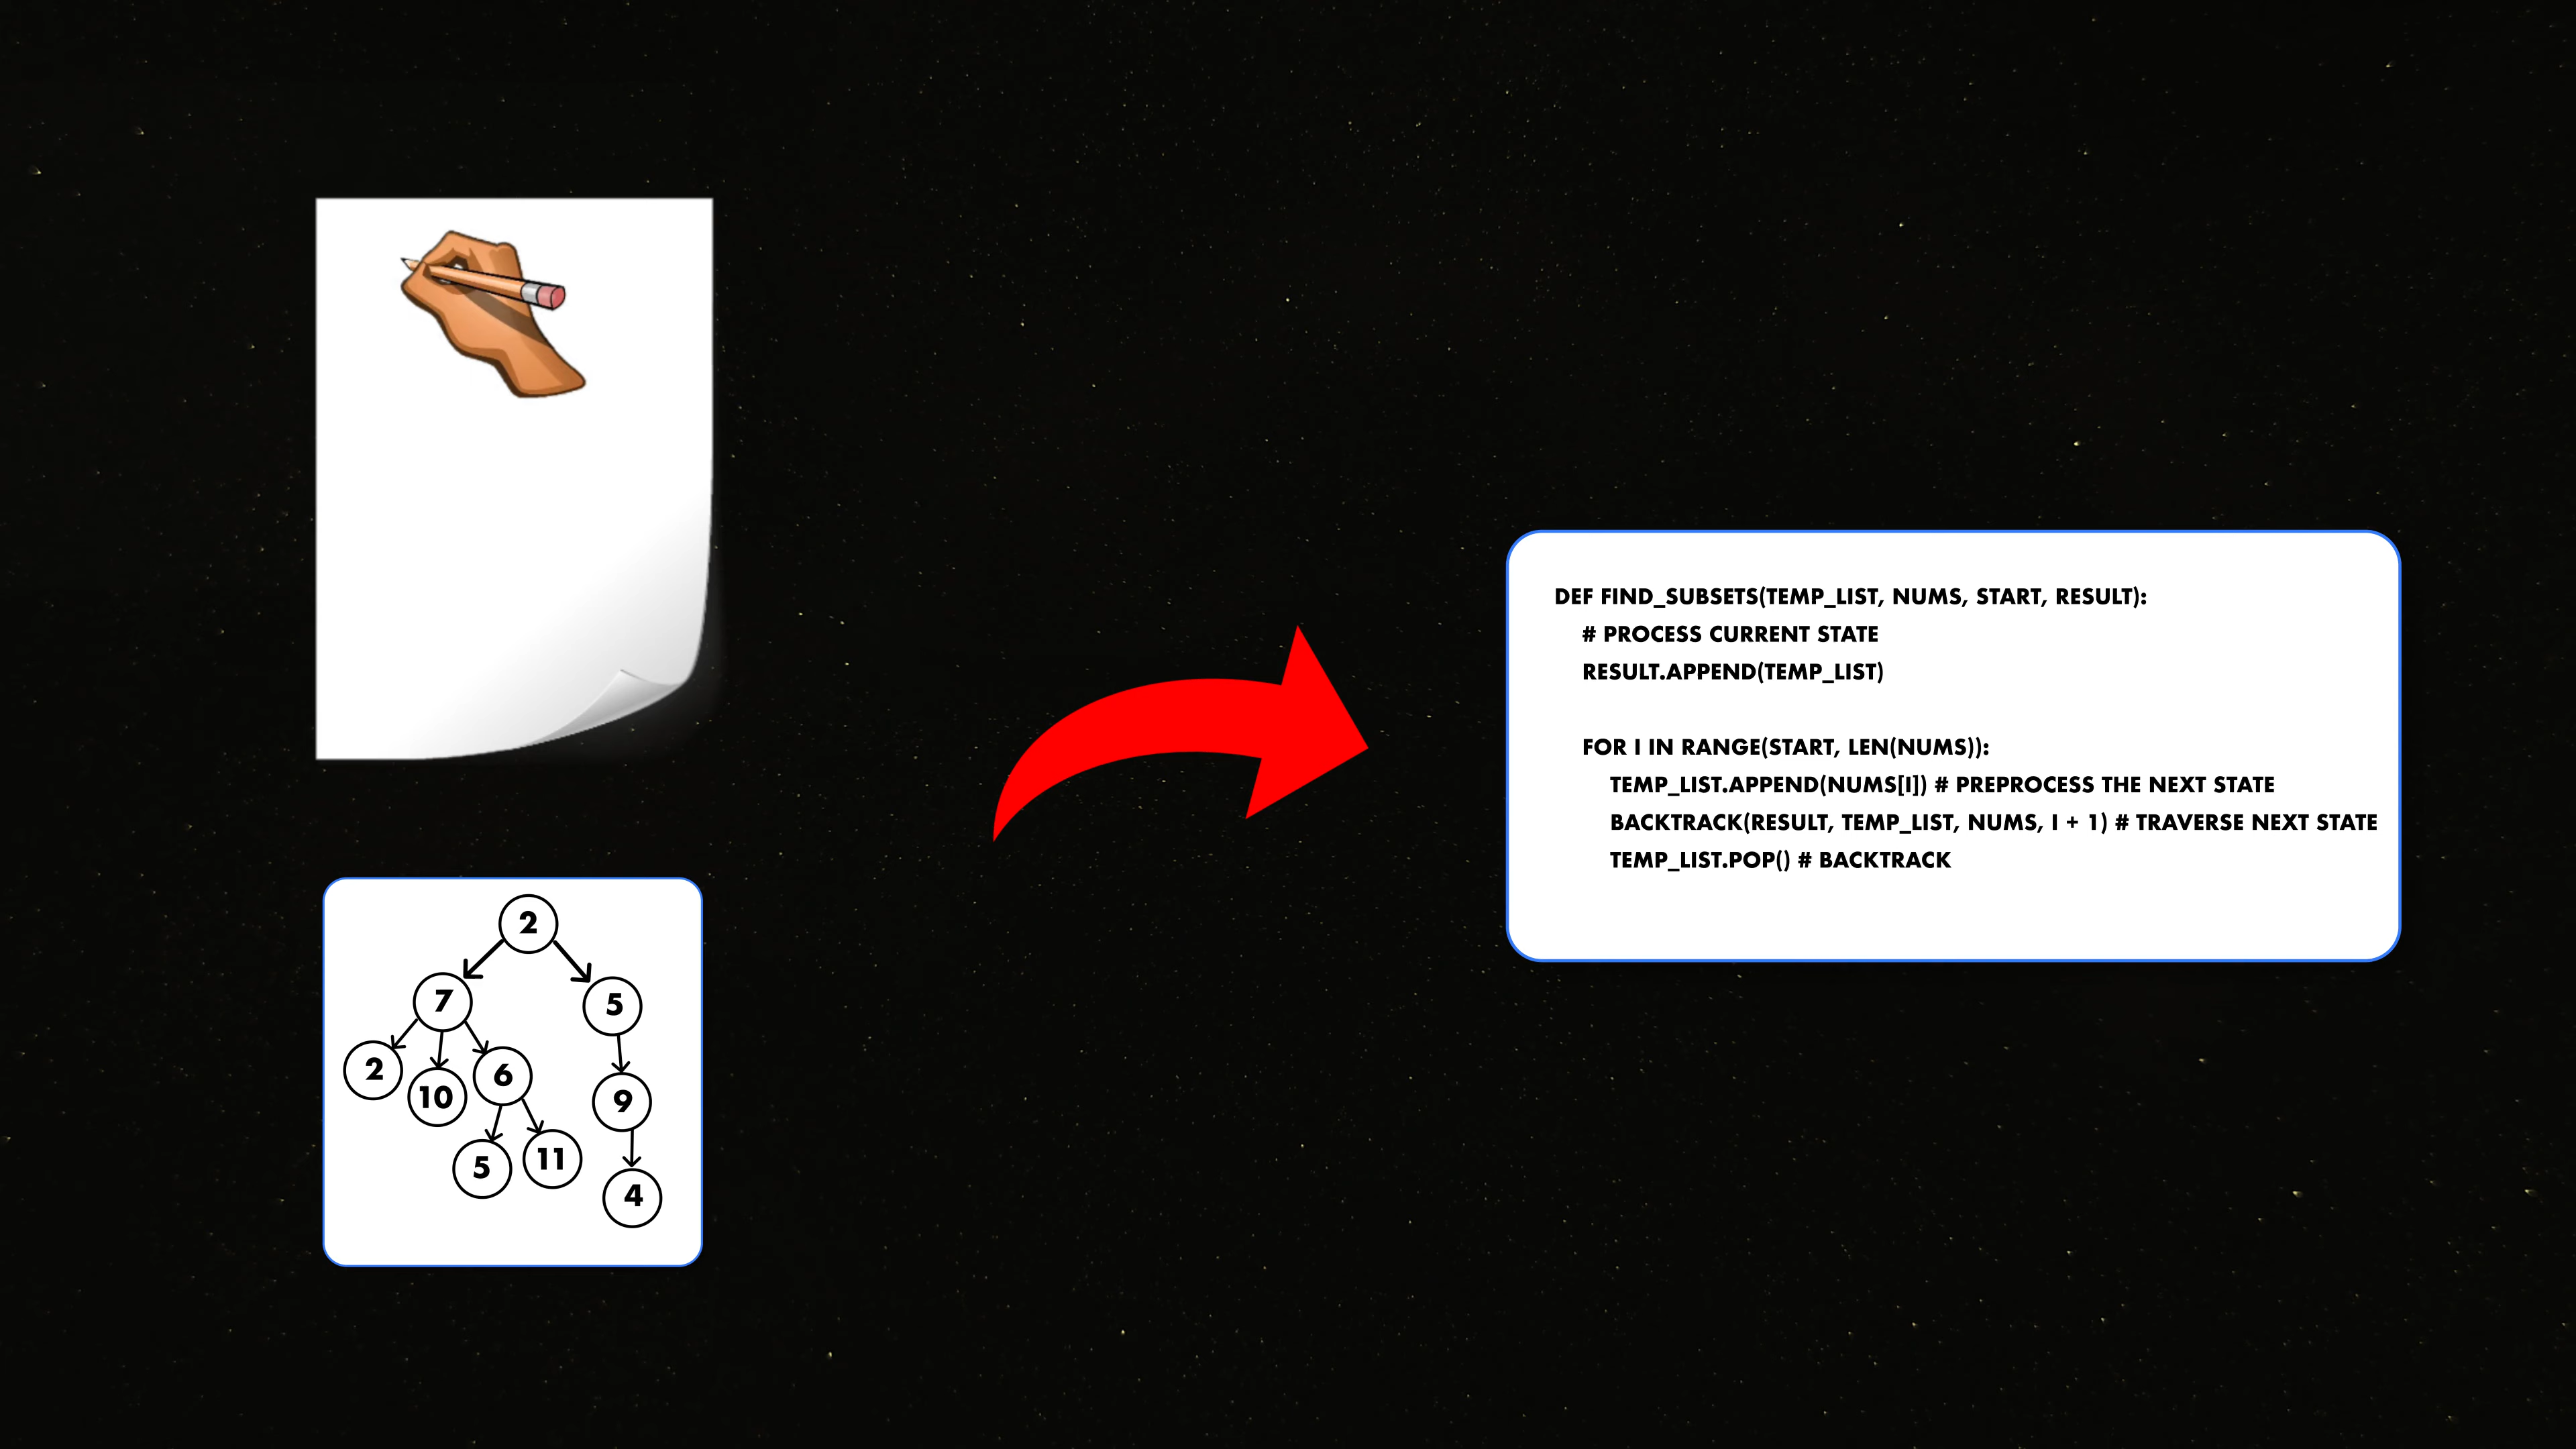 2
7
5
2
10
6
9
5
11
4
DEF FIND_SUBSETS(TEMP_LIST, NUMS, START, RESULT):
# PROCESS CURRENT STATE
RESULT.APPEND(TEMP_LIST)
FOR I IN RANGE(START, LEN(NUMS)):
TEMP_LIST.APPEND(NUMS[I]) # PREPROCESS THE NEXT STATE
BACKTRACK(RESULT, TEMP_LIST, NUMS, I + 1) # TRAVERSE NEXT STATE
TEMP_LIST.POP() # BACKTRACK